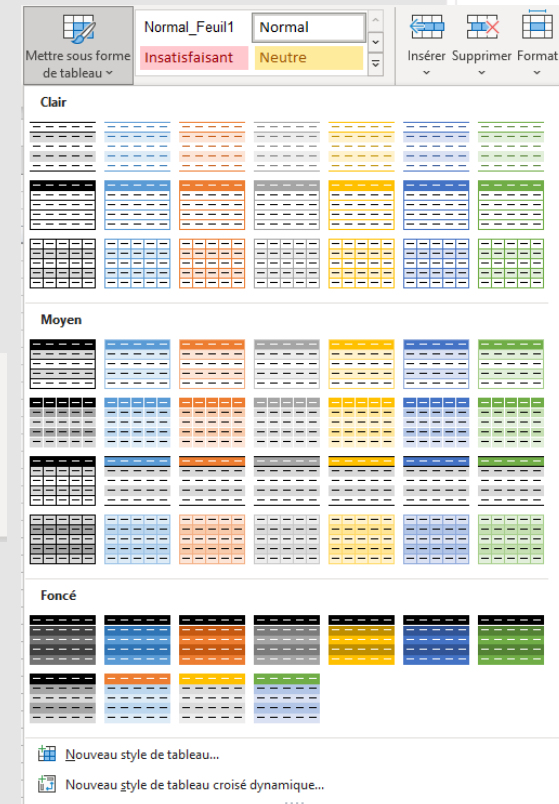 Mettre sous forme
de tableau
Normal_Feuil1
Normal
Insatisfaisant
Neutre
Insérer
Supprimer
Format
Clair
Moyen
Foncé
Nouveau style de tableau...
Nouveau style de tableau croisé dynamique...